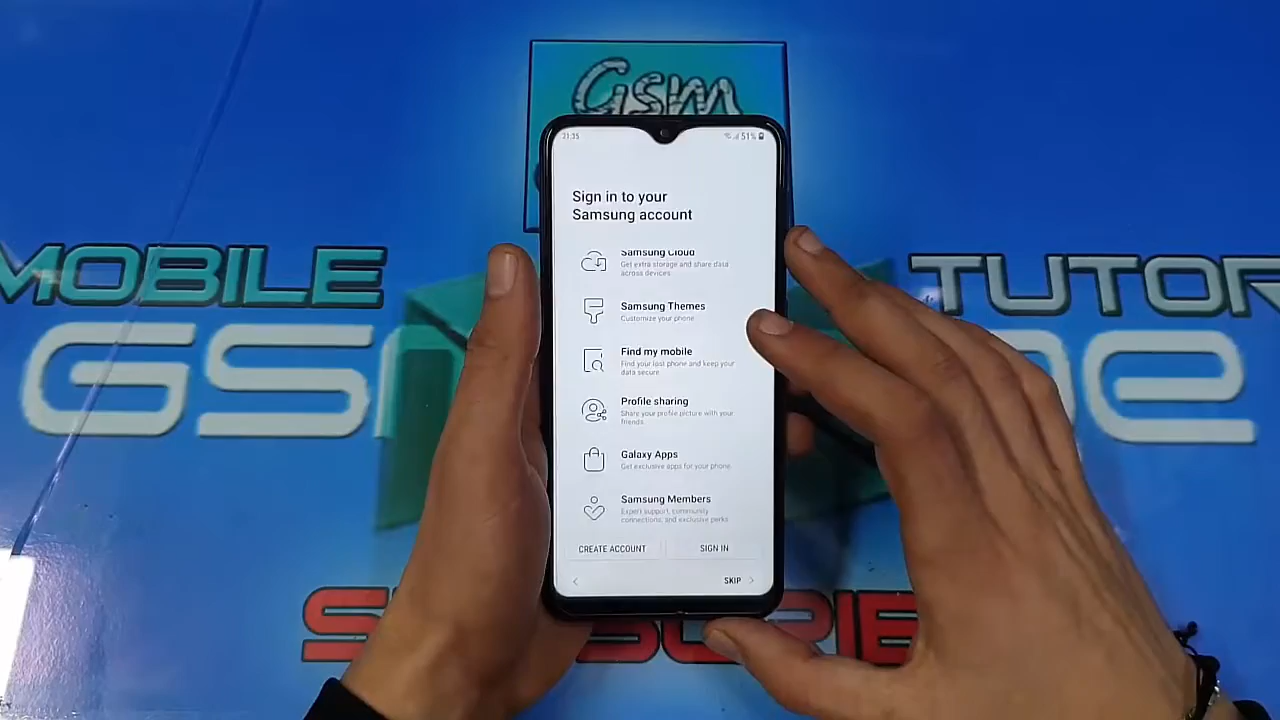 Gsm
21:35
51%
Sign in to your
Samsung account
Samsung Cloud
Get extra storage and share data
across devices
Samsung Themes
Customize your phone
Find my mobile
Find your lost phone and keep your
data secure
Profile sharing
Share your profile picture with your
friends
Galaxy Apps
Get exclusive apps for your phone
Samsung Members
Expert support, community
connections, and exclusive perks
CREATE ACCOUNT
SIGN IN
SKIP
MOBILE
TUTOR
GSM